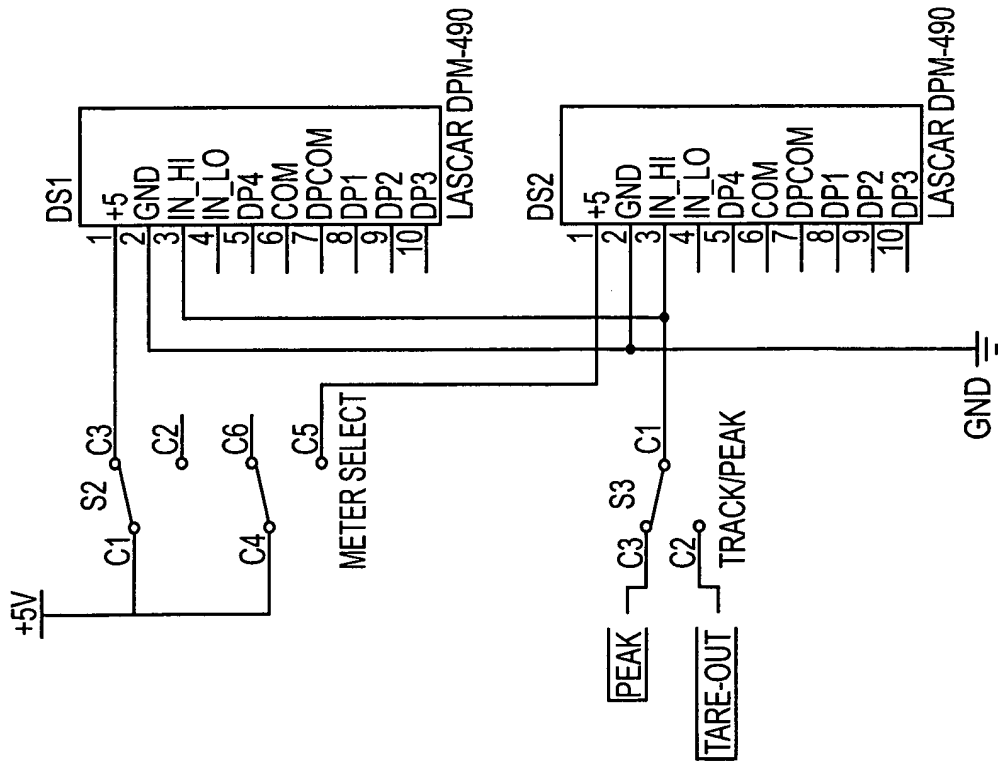 +5V
C1
S2
C3
C2
C4
C6
C5
METER SELECT
DS1
1 +5
2 GND
3 IN_HI
4 IN_LO
5 DP4
6 COM
7 DPCOM
8 DP1
9 DP2
10 DP3
LASCAR DPM-490
PEAK
TARE-OUT
C3
S3
C1
C2
TRACK/PEAK
DS2
1 +5
2 GND
3 IN_HI
4 IN_LO
5 DP4
6 COM
7 DPCOM
8 DP1
9 DP2
10 DP3
LASCAR DPM-490
GND